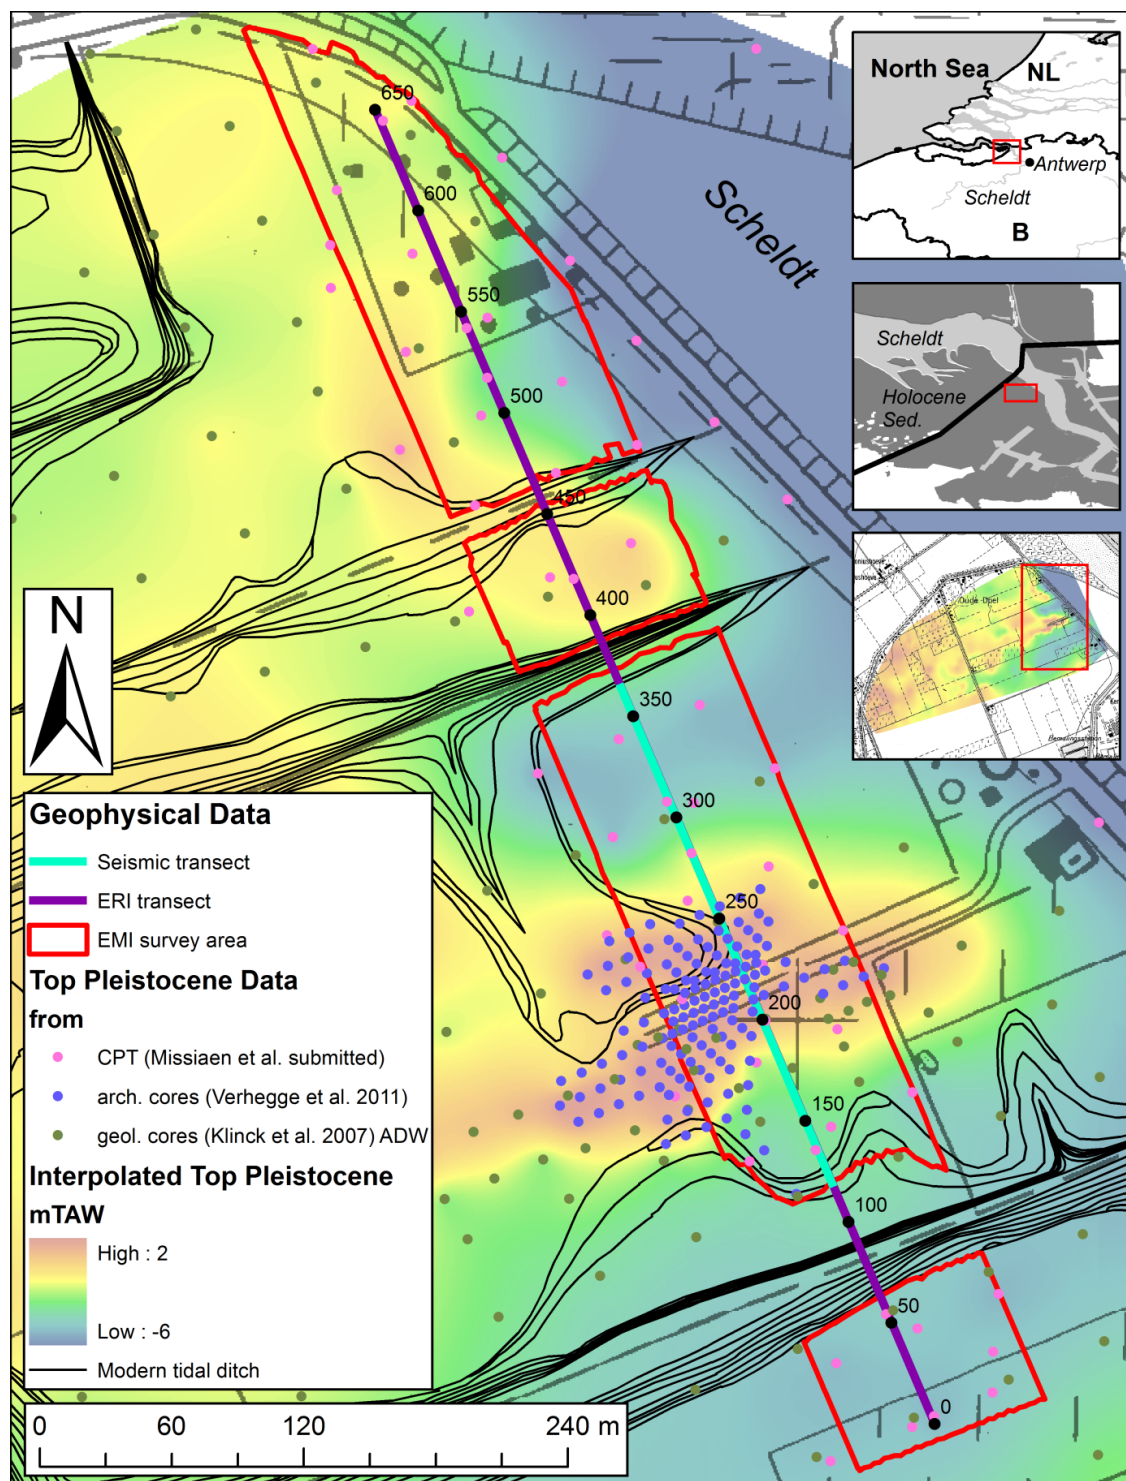 650
600
550
500
450
400
350
300
250
200
150
100
50
0
Scheldt
North Sea
NL
Antwerp
Scheldt
B
Scheldt
Holocene
Sed.
Oude Doel
N
Geophysical Data
Seismic transect
ERI transect
EMI survey area
Top Pleistocene Data
from
CPT (Missiaen et al. submitted)
arch. cores (Verhegge et al. 2011)
geol. cores (Klinck et al. 2007) ADW
Interpolated Top Pleistocene
mTAW
High : 2
Low : -6
Modern tidal ditch
0 60 120 240 m